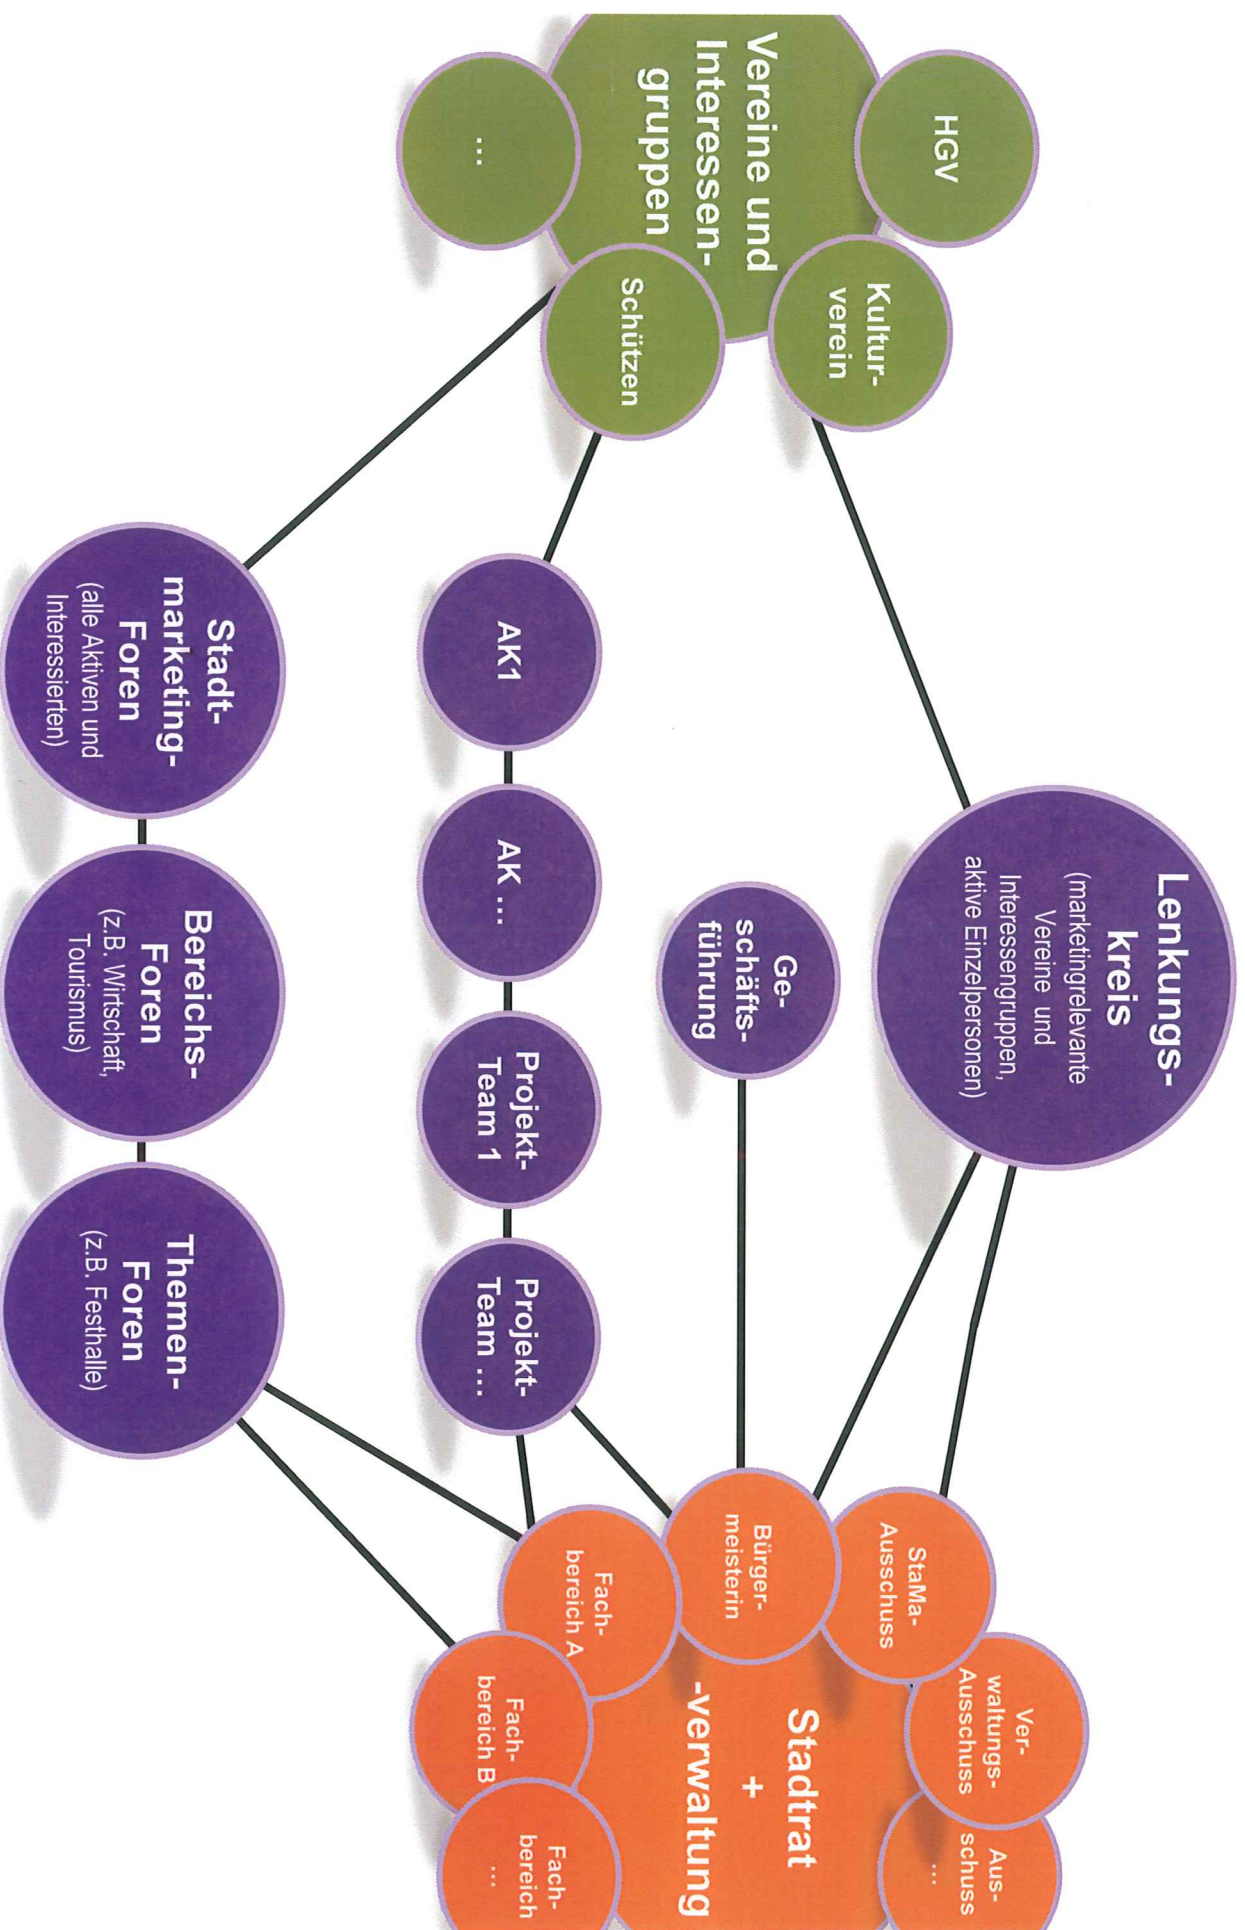 HGV
Vereine und
Interessen-
gruppen
...
Kultur-
verein
Schützen
Lenkungs-
kreis
(marketingrelevante
Vereine und
Interessengruppen,
aktive Einzelpersonen)
Ge-
schäfts-
führung
AK1
AK ...
Projekt-
Team 1
Projekt-
Team ...
Stadt-
marketing-
Foren
(alle Aktiven und
Interessierten)
Bereichs-
Foren
(z.B. Wirtschaft,
Tourismus)
Themen-
Foren
(z.B. Festhalle)
StaMa-
Ausschuss
Ver-
waltungs-
Ausschuss
Aus-
schuss
...
Bürger-
meisterin
Stadtrat
+
-verwaltung
Fach-
bereich A
Fach-
bereich B
Fach-
bereich
...